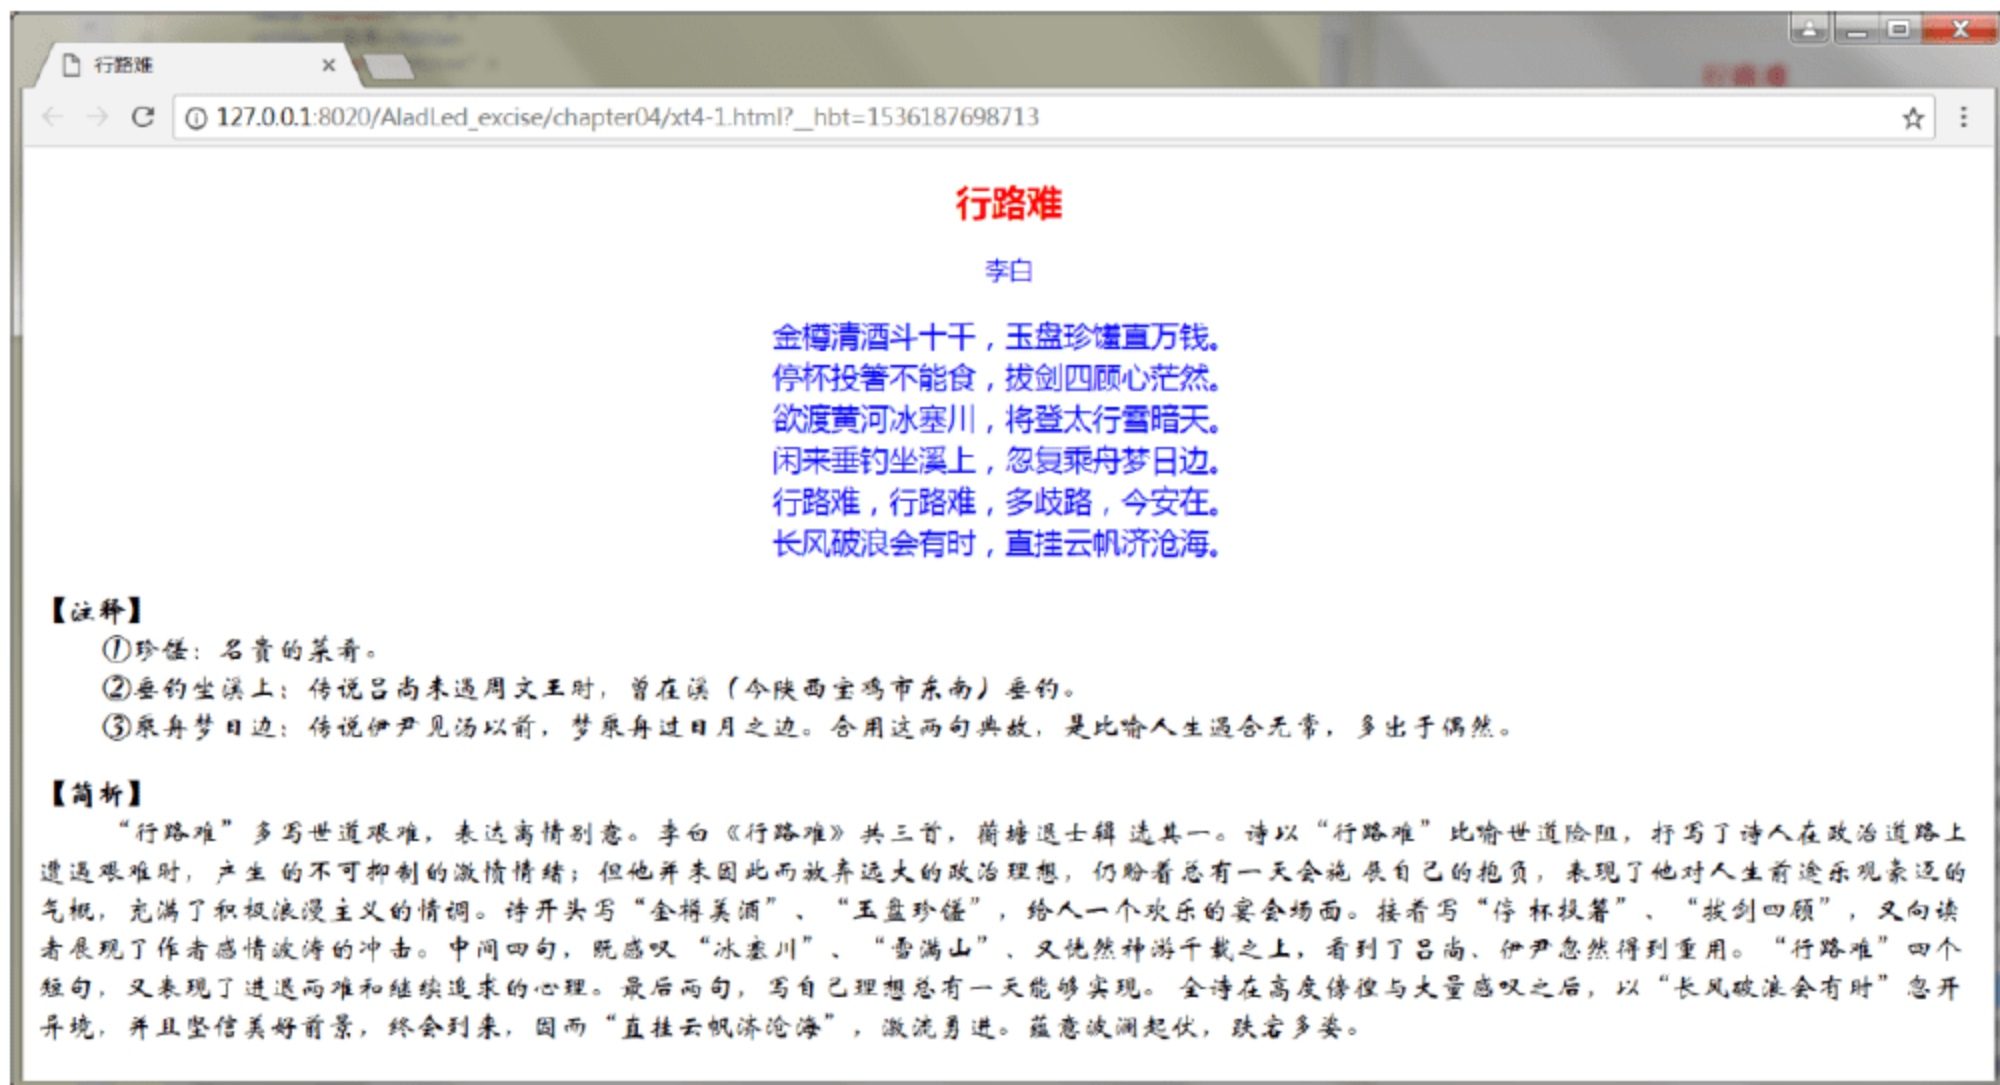 行路难
127.0.0.1:8020/AladLed_excise/chapter04/xt4-1.html?__hbt=1536187698713
行路难
李白
金樽清酒斗十千，玉盘珍馐直万钱。
停杯投箸不能食，拔剑四顾心茫然。
欲渡黄河冰塞川，将登太行雪暗天。
闲来垂钓坐溪上，忽复乘舟梦日边。
行路难，行路难，多歧路，今安在。
长风破浪会有时，直挂云帆济沧海。
【注释】
①珍馐：名贵的菜肴。
②垂钓坐溪上：传说吕尚未遇周文王时，曾在溪（今陕西宝鸡市东南）垂钓。
③乘舟梦日边：传说伊尹见汤以前，梦乘舟过日月之边。合用这两句典故，是比喻人生遇合无常，多出于偶然。
【简析】
“行路难”多写世道艰难，表达离情别意。李白《行路难》共三首，蘅塘退士辑 选其一。诗以“行路难”比喻世道险阻，抒写了诗人在政治道路上
遭遇艰难时，产生 的不可抑制的激愤情绪；但他并未因此而放弃远大的政治理想，仍盼着总有一天会施 展自己的抱负，表现了他对人生前途乐观豪迈的
气概，充满了积极浪漫主义的情调。诗开头写“金樽美酒”、“玉盘珍馐”，给人一个欢乐的宴会场面。接着写“停 杯投箸”、“拔剑四顾”，又向读
者展现了作者感情波涛的冲击。中间四句，既感叹“冰塞川”、“雪满山”、又恍然神游千载之上，看到了吕尚、伊尹忽然得到重用。“行路难”四个
短句，又表现了进退两难和继续追求的心理。最后两句，写自己理想总有一天能够实现。 全诗在高度彷徨与大量感叹之后，以“长风破浪会有时”忽开
异境，并且坚信美好前景，终会到来，因而“直挂云帆济沧海”，激流勇进。蕴意波澜起伏，跌宕多姿。